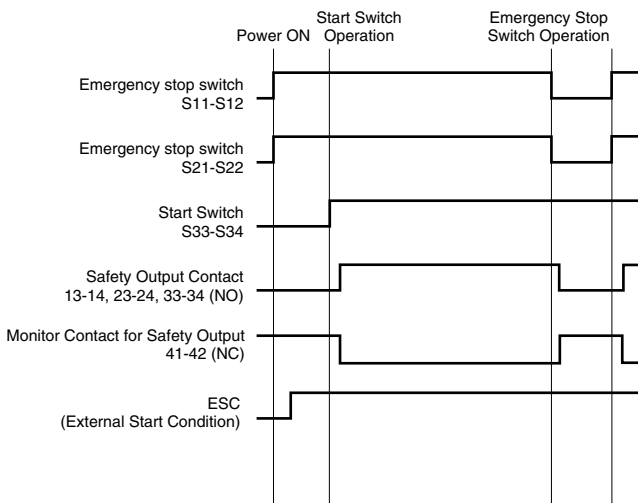 Power ON
Start Switch
Operation
Emergency Stop
Switch Operation
Emergency stop switch
S11-S12
Emergency stop switch
S21-S22
Start Switch
S33-S34
Safety Output Contact
13-14, 23-24, 33-34 (NO)
Monitor Contact for Safety Output
41-42 (NC)
ESC
(External Start Condition)